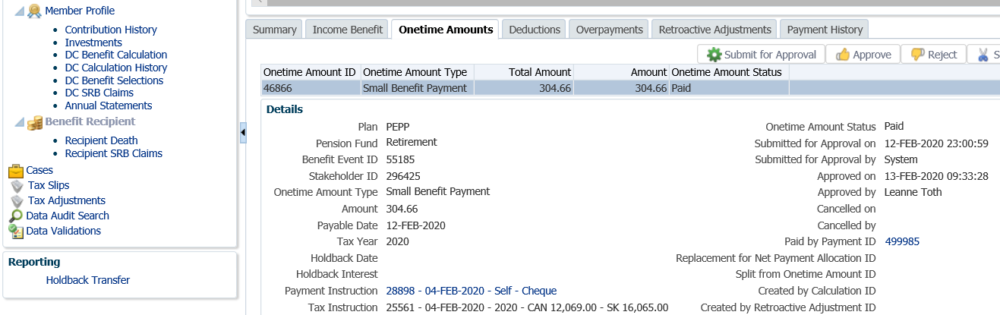 Member Profile
Contribution History
Investments
DC Benefit Calculation
DC Calculation History
DC Benefit Selections
DC SRB Claims
Annual Statements
Benefit Recipient
Recipient Death
Recipient SRB Claims
Cases
Tax Slips
Tax Adjustments
Data Audit Search
Data Validations
Reporting
Holdback Transfer
Summary Income Benefit Onetime Amounts Deductions Overpayments Retroactive Adjustments Payment History
Submit for Approval Approve Reject S
Onetime Amount ID Onetime Amount Type Total Amount Amount Onetime Amount Status
46866 Small Benefit Payment 304.66 304.66 Paid
Details
Plan PEPP
Pension Fund Retirement
Benefit Event ID 55185
Stakeholder ID 296425
Onetime Amount Type Small Benefit Payment
Amount 304.66
Payable Date 12-FEB-2020
Tax Year 2020
Holdback Date
Holdback Interest
Payment Instruction 28898 - 04-FEB-2020 - Self - Cheque
Tax Instruction 25561 - 04-FEB-2020 - 2020 - CAN 12,069.00 - SK 16,065.00
Onetime Amount Status Paid
Submitted for Approval on 12-FEB-2020 23:00:59
Submitted for Approval by System
Approved on 13-FEB-2020 09:33:28
Approved by Leanne Toth
Cancelled on
Cancelled by
Paid by Payment ID 499985
Replacement for Net Payment Allocation ID
Split from Onetime Amount ID
Created by Calculation ID
Created by Retroactive Adjustment ID